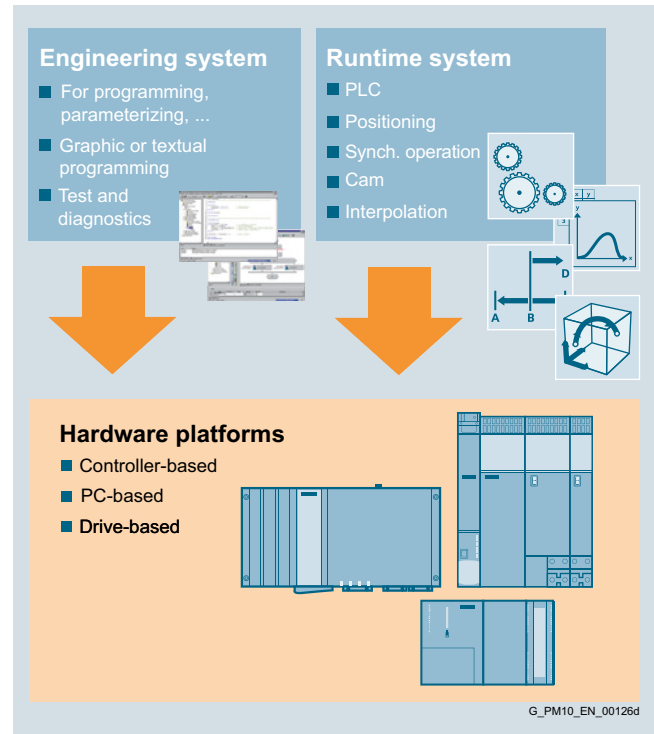 Engineering system
For programming,
parameterizing, ...
Graphic or textual
programming
Test and
diagnostics
Runtime system
PLC
Positioning
Synch. operation
Cam
Interpolation
x y
3
y
x
D
A B
Hardware platforms
Controller-based
PC-based
Drive-based
G_PM10_EN_00126d